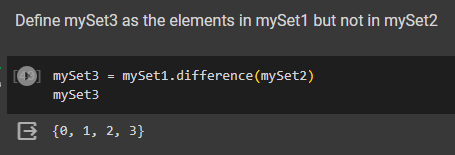 Define mySet3 as the elements in mySet1 but not in mySet2
mySet3 = mySet1.difference(mySet2)
mySet3
{0, 1, 2, 3}